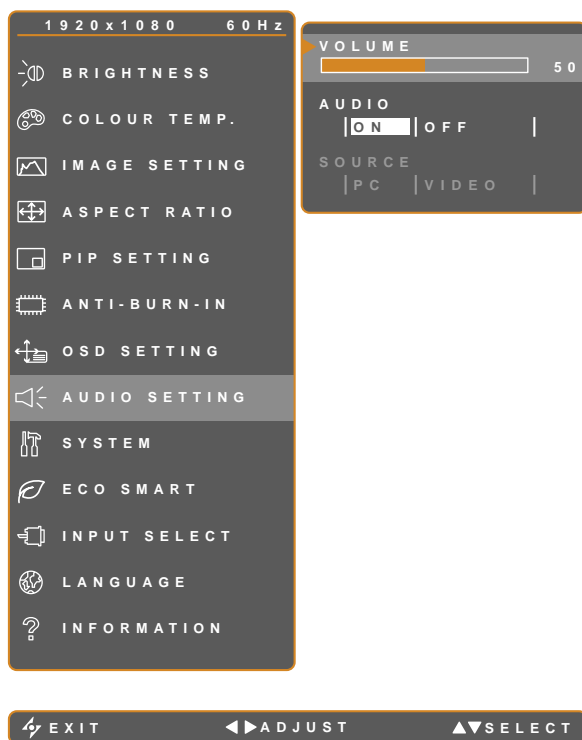 1920x1080 60Hz
BRIGHTNESS
COLOUR TEMP.
IMAGE SETTING
ASPECT RATIO
PIP SETTING
ANTI-BURN-IN
OSD SETTING
AUDIO SETTING
SYSTEM
ECO SMART
INPUT SELECT
LANGUAGE
INFORMATION
VOLUME
50
AUDIO
ON OFF
SOURCE
PC VIDEO
EXIT ADJUST SELECT